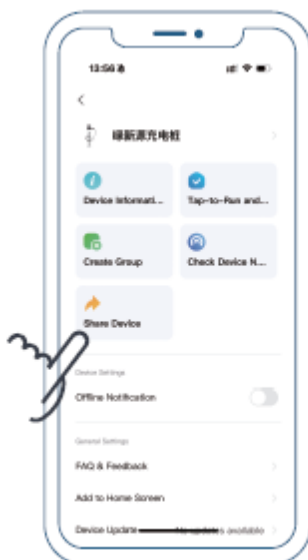 13:56
绿新源充电桩
Device Informati...
Tap-to-Run and...
Create Group
Check Device N...
Share Device
Device Settings
Offline Notification
General Settings
FAQ & Feedback
Add to Home Screen
Device Update No updates available